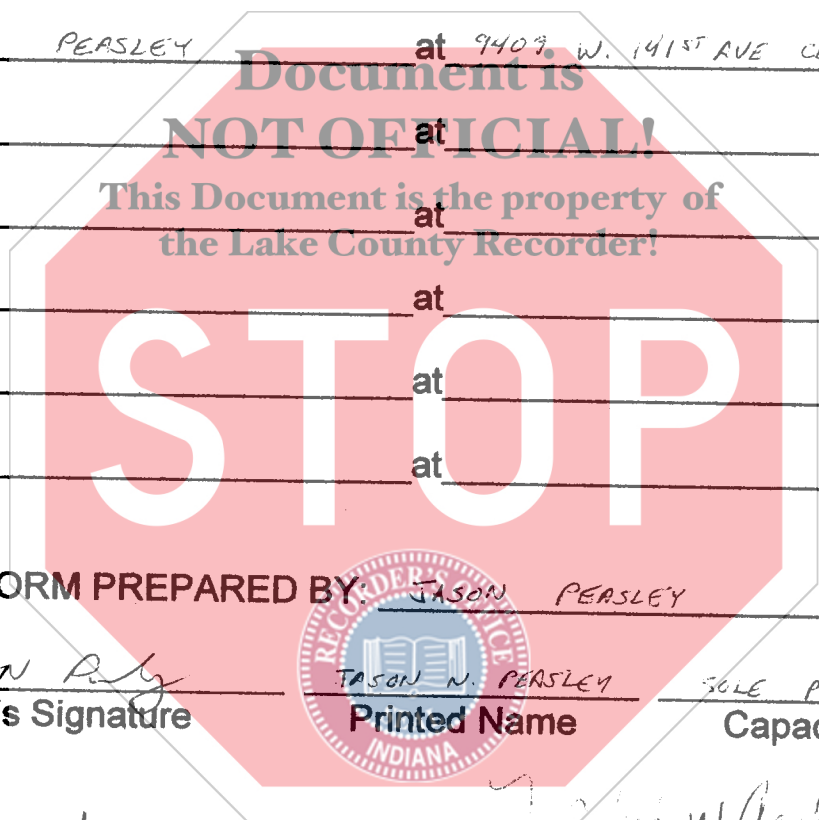 PEASLEY at 9409 W. 141ST AVE
Document is
NOT OFFICIAL!
at
This Document is the property of
at
the Lake County Recorder!
at
STOP
at
at
ORM PREPARED BY: JASON PEASLEY
RECORDER'S OFFICE
N JASON N. PEASLEY SOLE P
's Signature Printed Name Capac
INDIANA